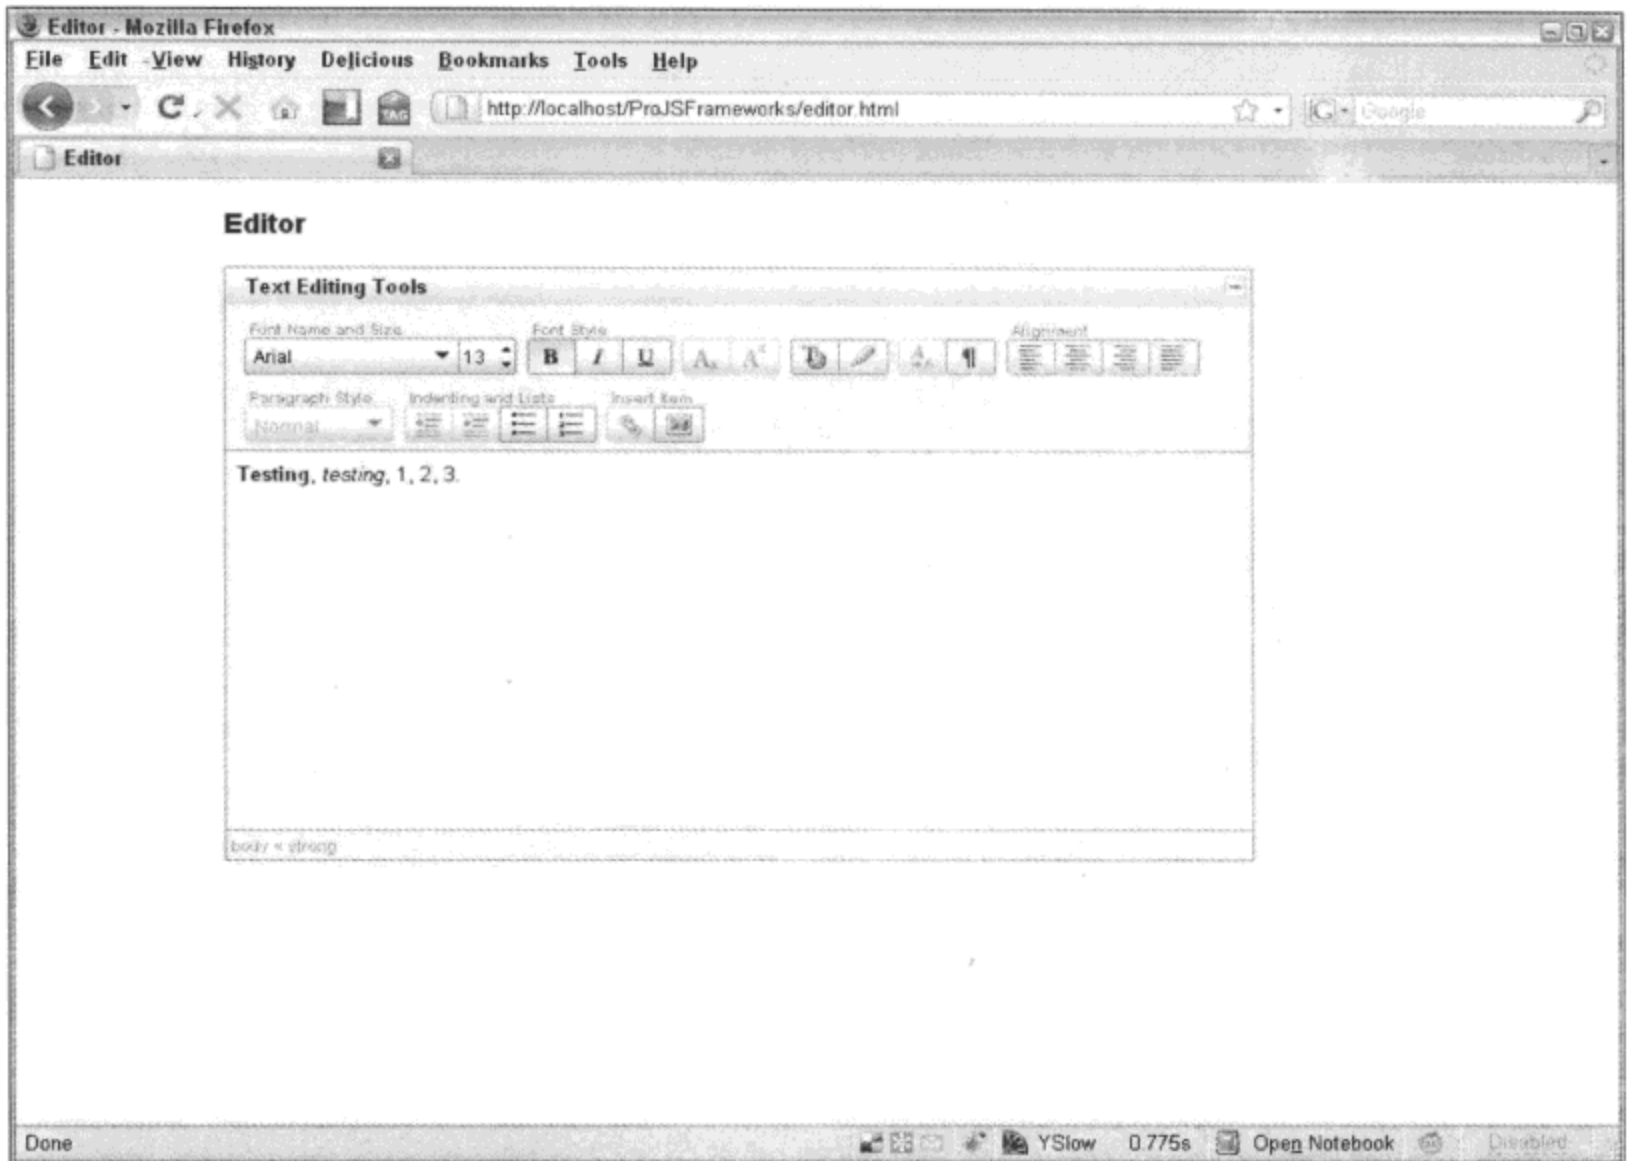 Editor - Mozilla Firefox
File Edit View History Delicious Bookmarks Tools Help
http://localhost/ProJSFrameworks/editor.html
Google
Editor
Editor
Text Editing Tools
Font Name and Size Font Style Alignment
Arial 13 B I U
Paragraph Style Indenting and Lists Insert Item
Normal
Testing, testing, 1, 2, 3.
body < strong
Done YSlow 0.775s Open Notebook Disabled